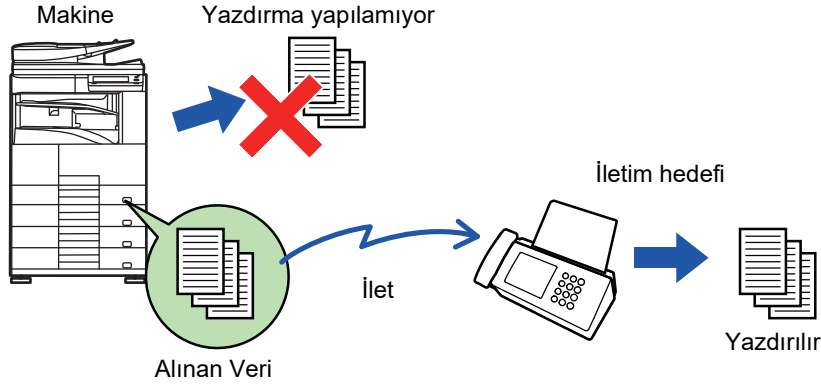 Makine
Yazdırma yapılamıyor
İletim hedefi
İlet
Yazdırılır
Alınan Veri